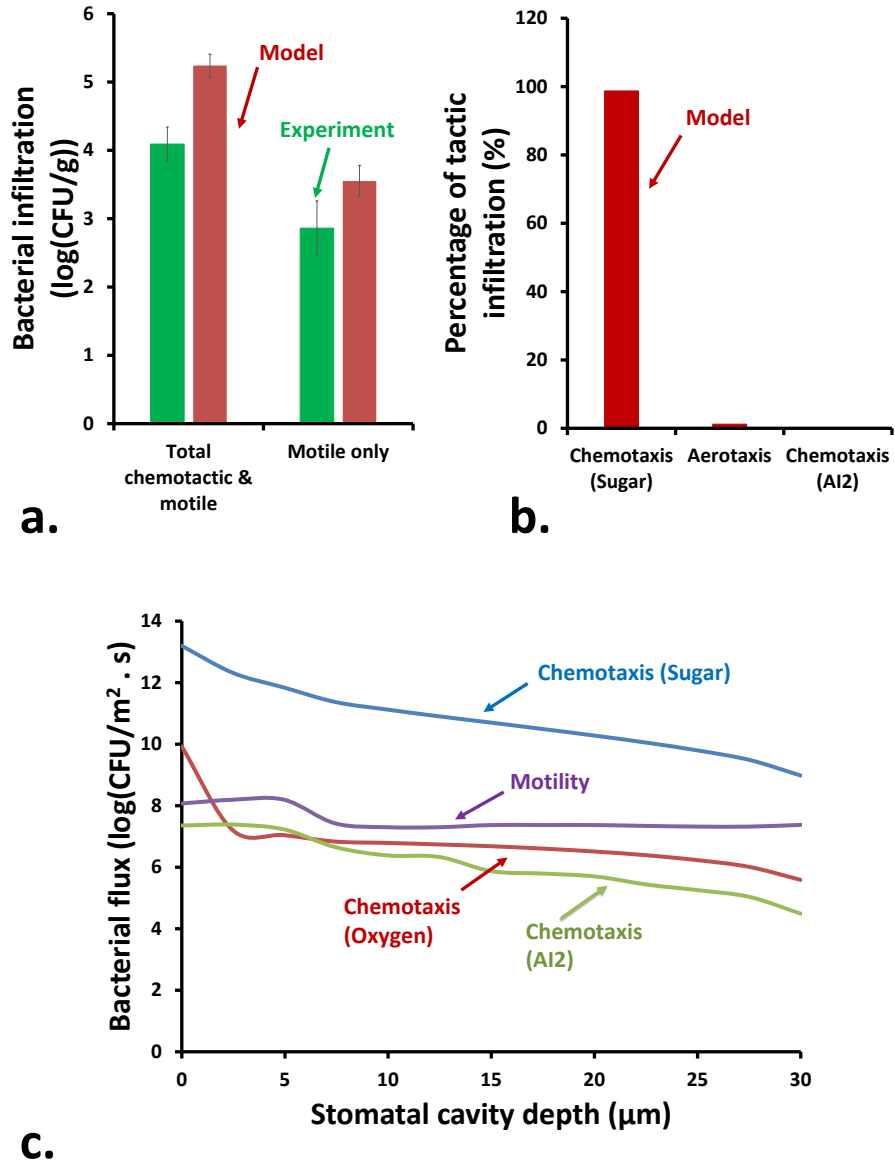 Bacterial infiltration
(log(CFU/g))
6
5
4
3
2
1
0
Model
Experiment
Total
chemotactic &
motile
Motile only
a.
Percentage of tactic
infiltration (%)
120
100
80
60
40
20
0
Model
Chemotaxis
(Sugar)
Aerotaxis
Chemotaxis
(AI2)
b.
Bacterial flux (log(CFU/m² . s)
14
12
10
8
6
4
2
0
Chemotaxis (Sugar)
Motility
Chemotaxis
(Oxygen)
Chemotaxis
(AI2)
0 5 10 15 20 25 30
Stomatal cavity depth (µm)
c.